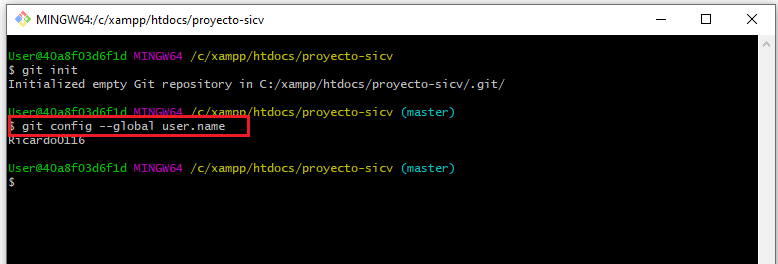 MINGW64:/c/xampp/htdocs/proyecto-sicv
User@40a8f03d6f1d MINGW64 /c/xampp/htdocs/proyecto-sicv
$ git init
Initialized empty Git repository in C:/xampp/htdocs/proyecto-sicv/.git/
User@40a8f03d6f1d MINGW64 /c/xampp/htdocs/proyecto-sicv (master)
$ git config --global user.name
Ricardo0116
User@40a8f03d6f1d MINGW64 /c/xampp/htdocs/proyecto-sicv (master)
$